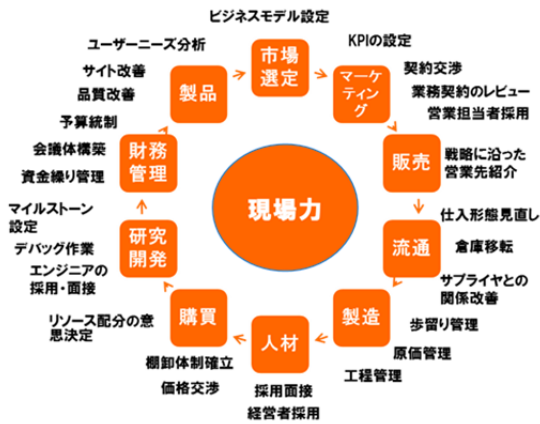 ビジネスモデル設定
市場
選定
KPIの設定
マーケ
ティン
グ
契約交渉
業務契約のレビュー
営業担当者採用
販売
戦略に沿った
営業先紹介
流通
仕入形態見直し
倉庫移転
サプライヤとの
関係改善
製造
歩留り管理
原価管理
工程管理
人材
採用面接
経営者採用
購買
棚卸体制確立
価格交渉
研究
開発
マイルストーン
設定
デバッグ作業
エンジニアの
採用・面接
リソース配分の意
思決定
財務
管理
予算統制
会議体構築
資金繰り管理
製品
ユーザーニーズ分析
サイト改善
品質改善
現場力